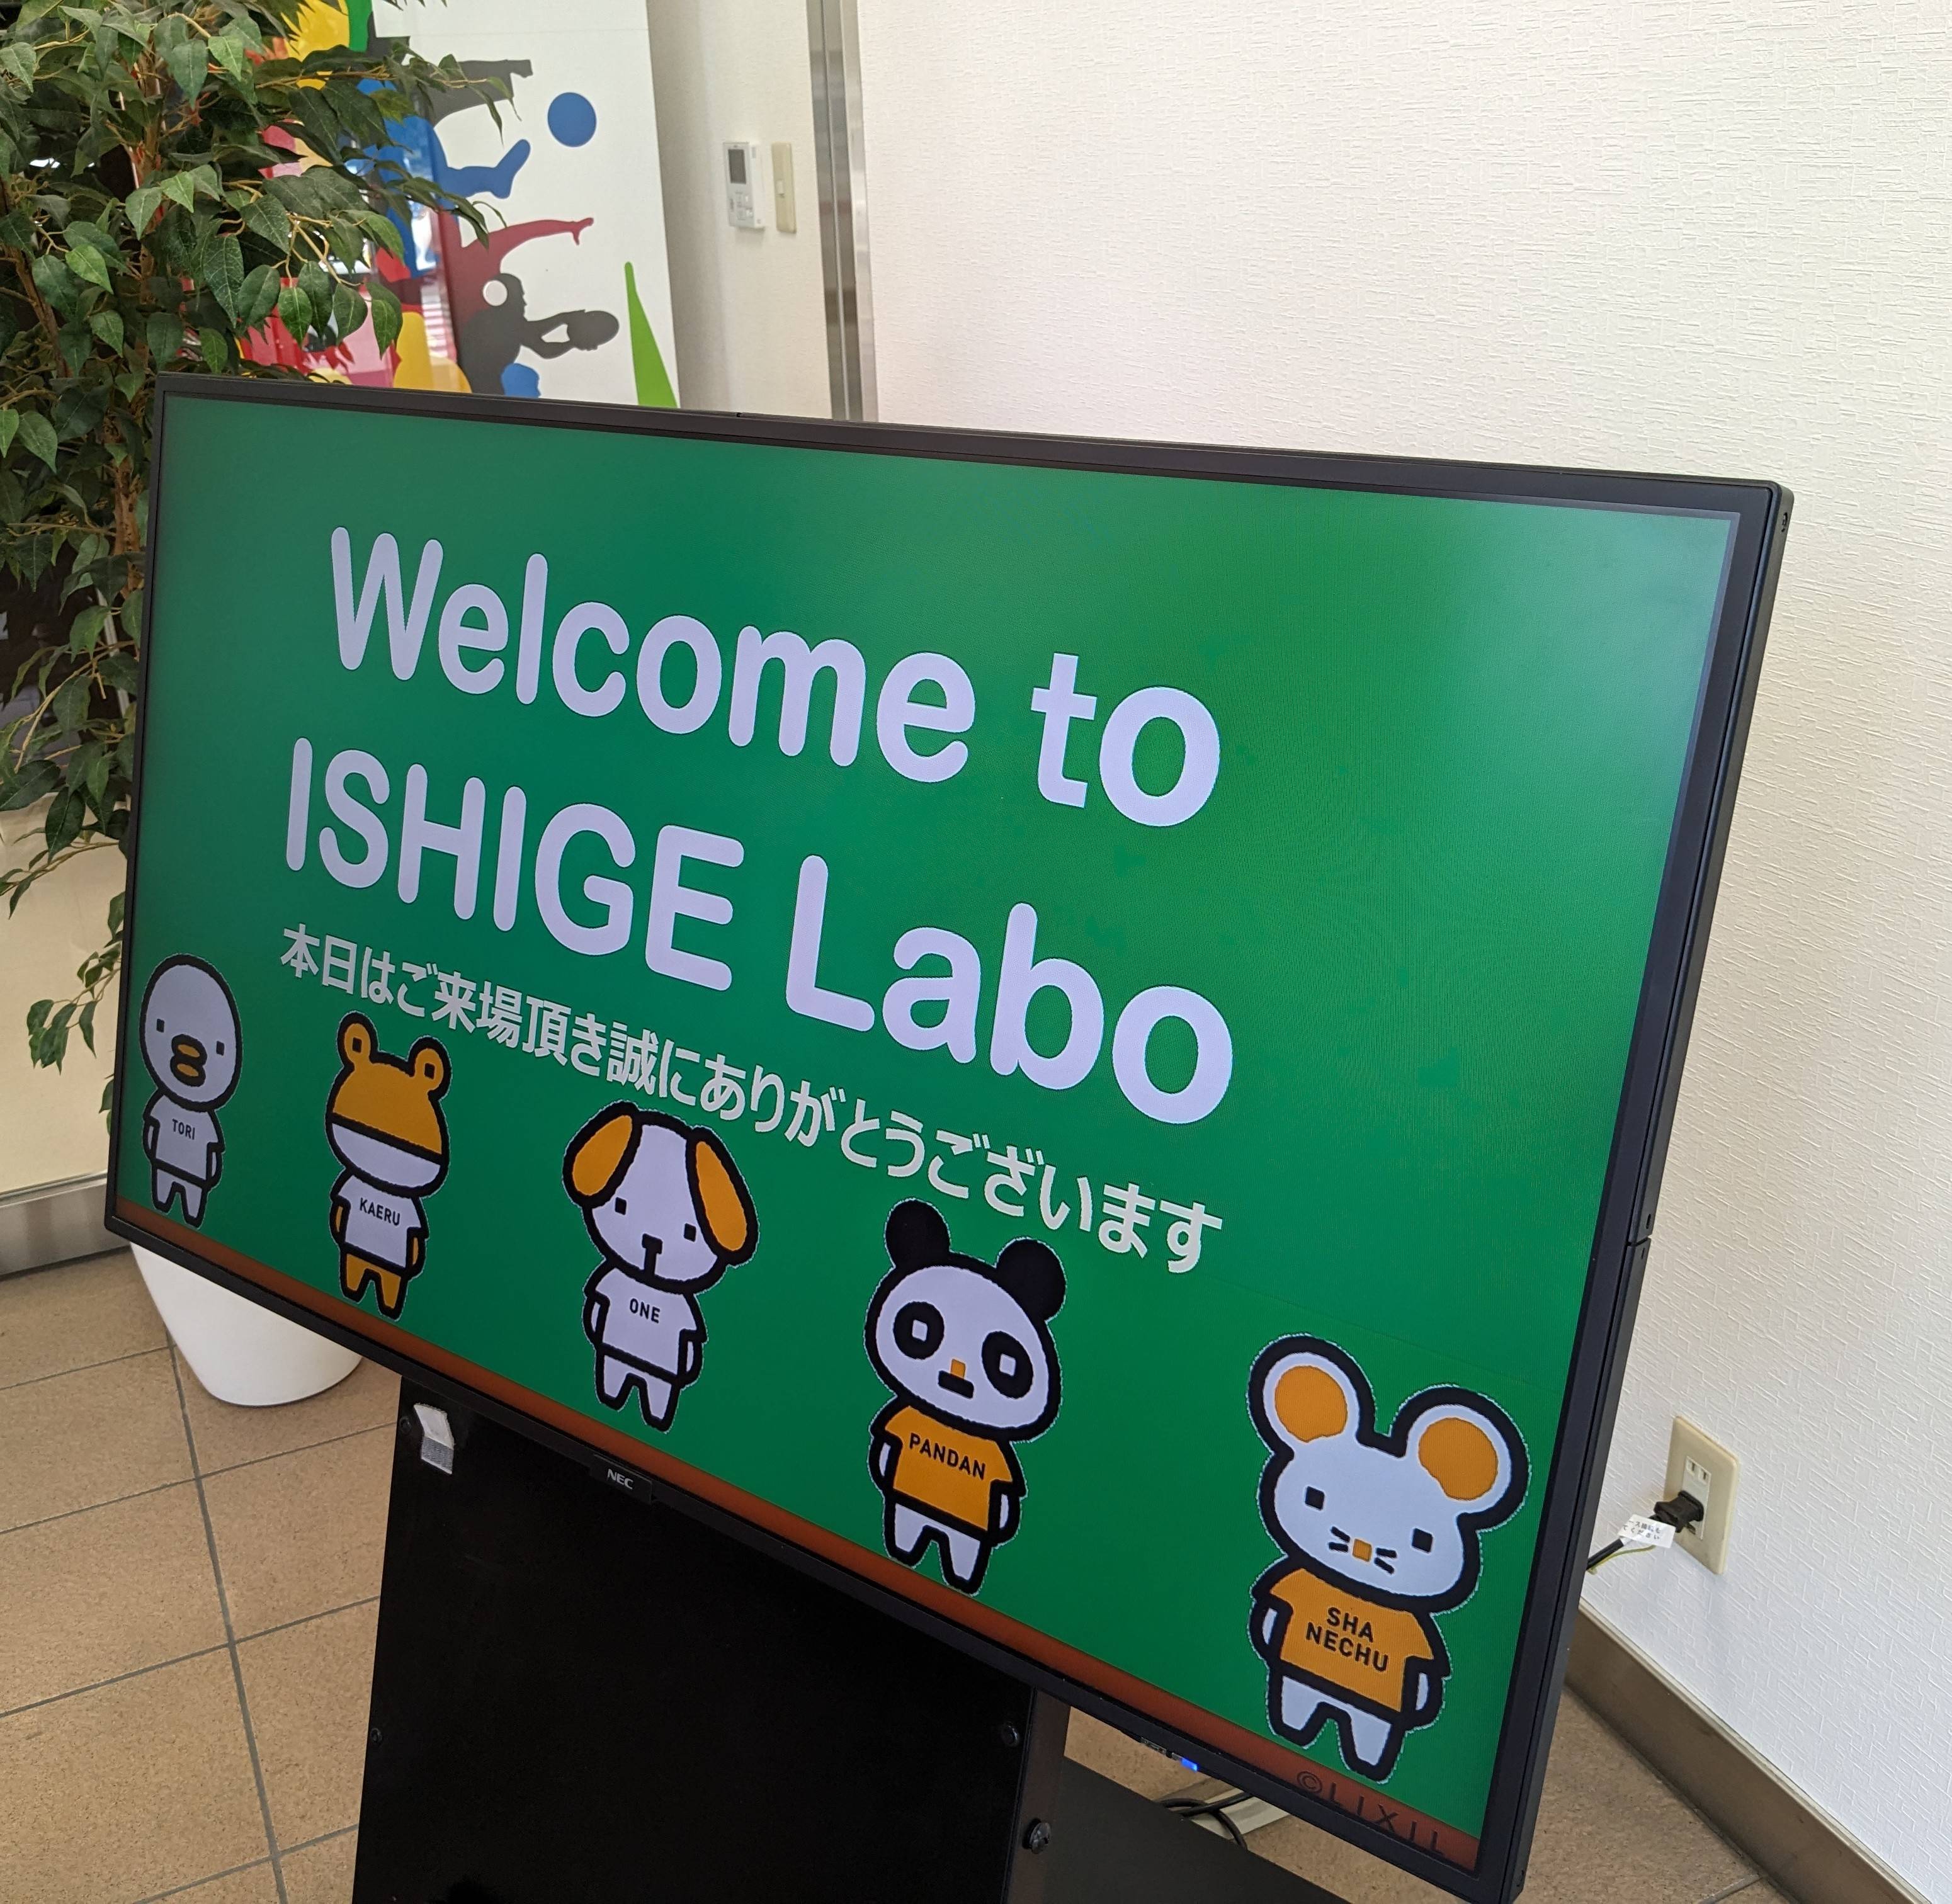 Welcome to
ISHIGE Labo
本日はご来場頂き誠にありがとうございます
TORI
KAERU
ONE
PANDAN
SHA
NECHU
©LIXIL
NEC